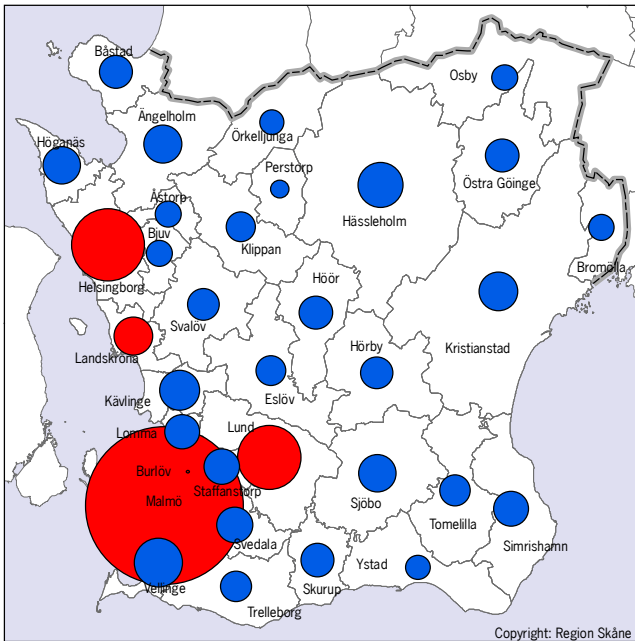 Båstad
Osby
Ängelholm
Örkelljunga
Höganäs
Perstorp
Östra Göinge
Åstorp
Hässleholm
Bjuv
Klippan
Bromölla
Höör
Helsingborg
Svalöv
Kristianstad
Hörby
Landskrona
Eslöv
Kävlinge
Lund
Lomma
Burlöv
Staffanstorp
Malmö
Sjöbo
Tomelilla
Svedala
Simrishamn
Ystad
Vellinge
Skurup
Trelleborg
Copyright: Region Skåne